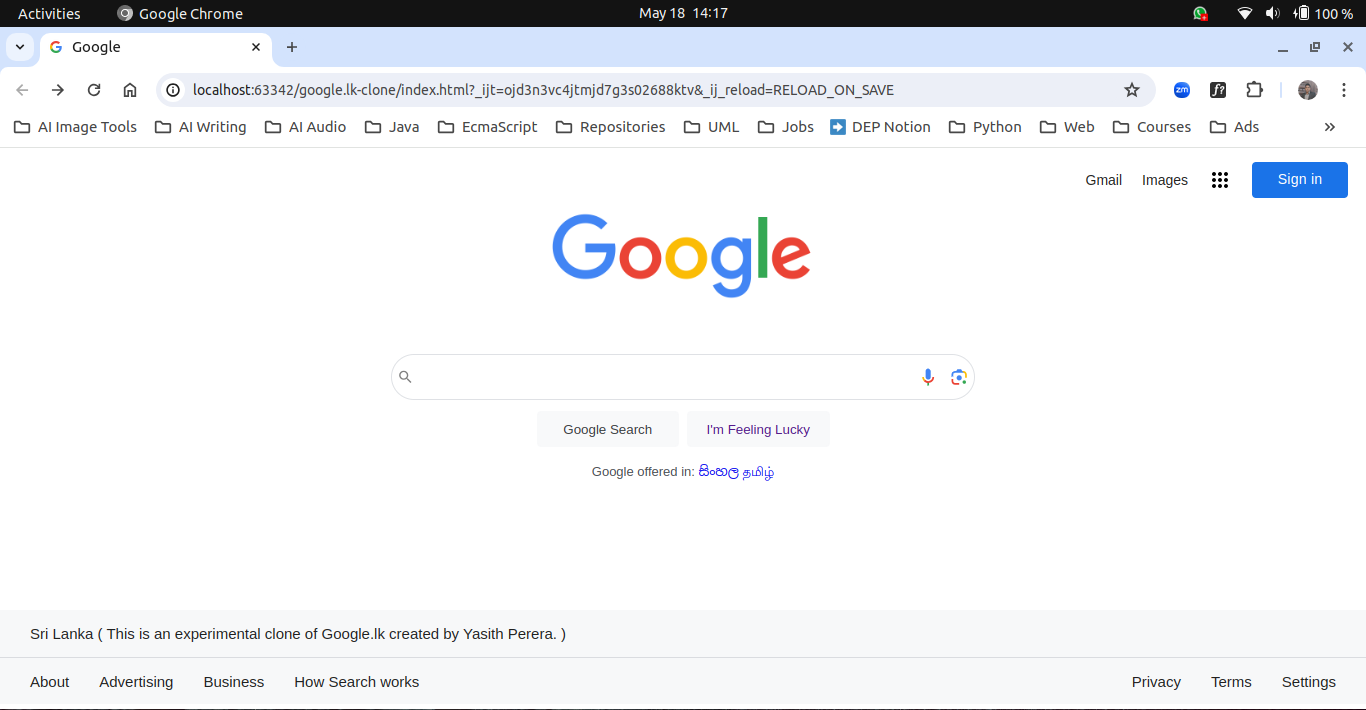 Activities Google Chrome May 18 14:17 100 %
Google
localhost:63342/google.lk-clone/index.html?_ijt=ojd3n3vc4jtmjd7g3s02688ktv&_ij_reload=RELOAD_ON_SAVE zm f?
AI Image Tools AI Writing AI Audio Java EcmaScript Repositories UML Jobs DEP Notion Python Web Courses Ads »
Gmail Images Sign in
Google
Google Search I'm Feeling Lucky
Google offered in: සිංහල தமிழ்
Sri Lanka ( This is an experimental clone of Google.lk created by Yasith Perera. )
About Advertising Business How Search works Privacy Terms Settings